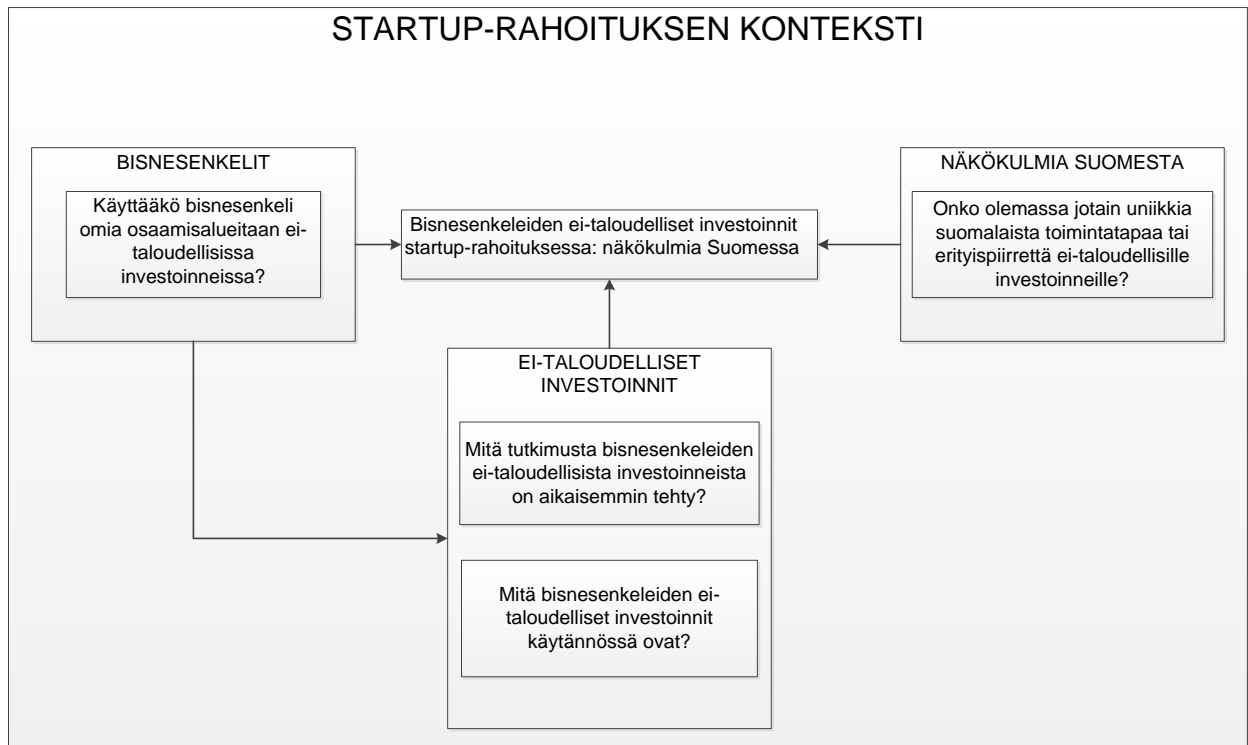 STARTUP-RAHOITUKSEN KONTEKSTI
BISNESENKELIT
Käyttääkö bisnesenkeli
omia osaamisalueitaan ei-
taloudellisissa
investoinneissa?
Bisnesenkeleiden ei-taloudelliset investoinnit
startup-rahoituksessa: näkökulmia Suomessa
NÄKÖKULMIA SUOMESTA
Onko olemassa jotain uniikkia
suomalaista toimintatapaa tai
erityispiirrettä ei-taloudellisille
investoinneille?
EI-TALOUDELLISET
INVESTOINNIT
Mitä tutkimusta bisnesenkeleiden
ei-taloudellisista investoinneista
on aikaisemmin tehty?
Mitä bisnesenkeleiden ei-
taloudelliset investoinnit
käytännössä ovat?